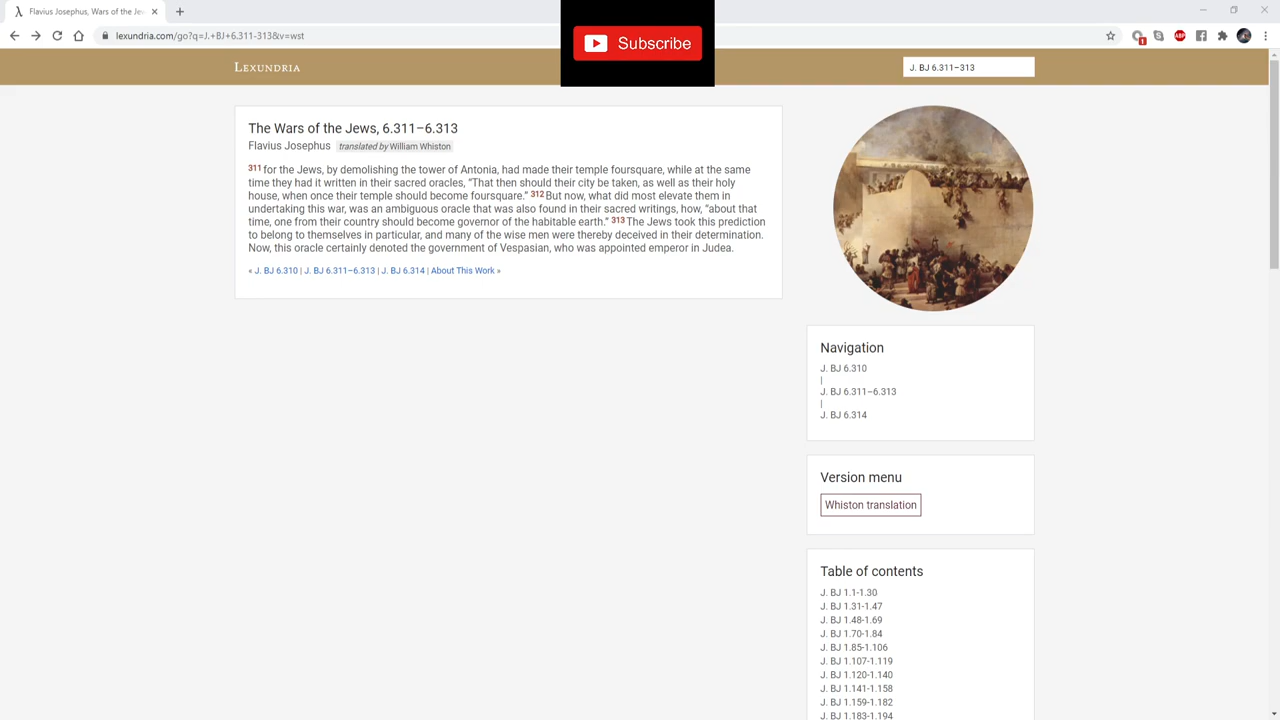 Flavius Josephus, Wars of the Je
lexundria.com/go?q=J.+BJ+6.311-313&v=wst
Subscribe
1
ABP
LEXUNDRIA
J. BJ 6.311–313
The Wars of the Jews, 6.311–6.313
Flavius Josephus translated by William Whiston
311 for the Jews, by demolishing the tower of Antonia, had made their temple foursquare, while at the same
time they had it written in their sacred oracles, “That then should their city be taken, as well as their holy
house, when once their temple should become foursquare.” 312 But now, what did most elevate them in
undertaking this war, was an ambiguous oracle that was also found in their sacred writings, how, “about that
time, one from their country should become governor of the habitable earth.” 313 The Jews took this prediction
to belong to themselves in particular, and many of the wise men were thereby deceived in their determination.
Now, this oracle certainly denoted the government of Vespasian, who was appointed emperor in Judea.
« J. BJ 6.310 | J. BJ 6.311–6.313 | J. BJ 6.314 | About This Work »
Navigation
J. BJ 6.310
|
J. BJ 6.311–6.313
|
J. BJ 6.314
Version menu
Whiston translation
Table of contents
J. BJ 1.1-1.30
J. BJ 1.31-1.47
J. BJ 1.48-1.69
J. BJ 1.70-1.84
J. BJ 1.85-1.106
J. BJ 1.107-1.119
J. BJ 1.120-1.140
J. BJ 1.141-1.158
J. BJ 1.159-1.182
J. BJ 1.183-1.194